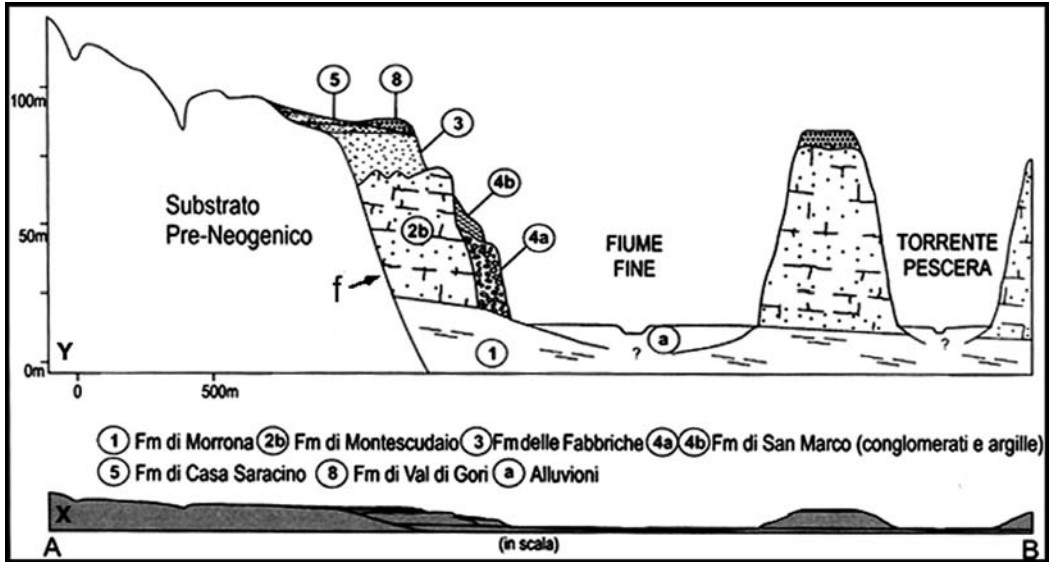 5 8
100m
3
4b
Substrato
Pre-Neogenico
2b
4a
50m
FIUME
FINE
TORRENTE
PESCERA
f
a
Y
1
?
?
0m
0 500m
1 Fm di Morrona 2b Fm di Montescudaio 3 Fm delle Fabbriche 4a 4b Fm di San Marco (conglomerati e argille)
5 Fm di Casa Saracino 8 Fm di Val di Gori a Alluvioni
X
A (in scala) B